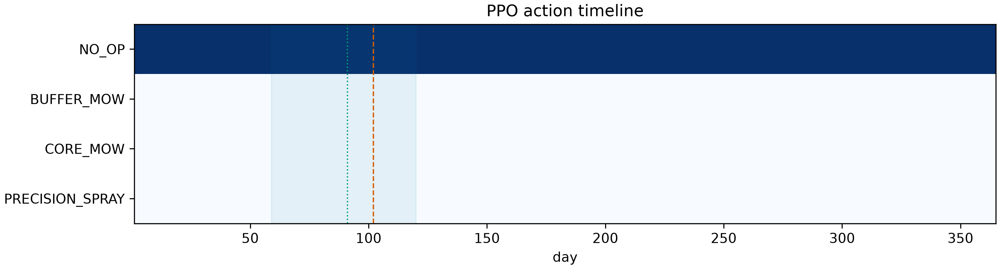 PPO action timeline
NO_OP
BUFFER_MOW
CORE_MOW
PRECISION_SPRAY
50 100 150 200 250 300 350
day